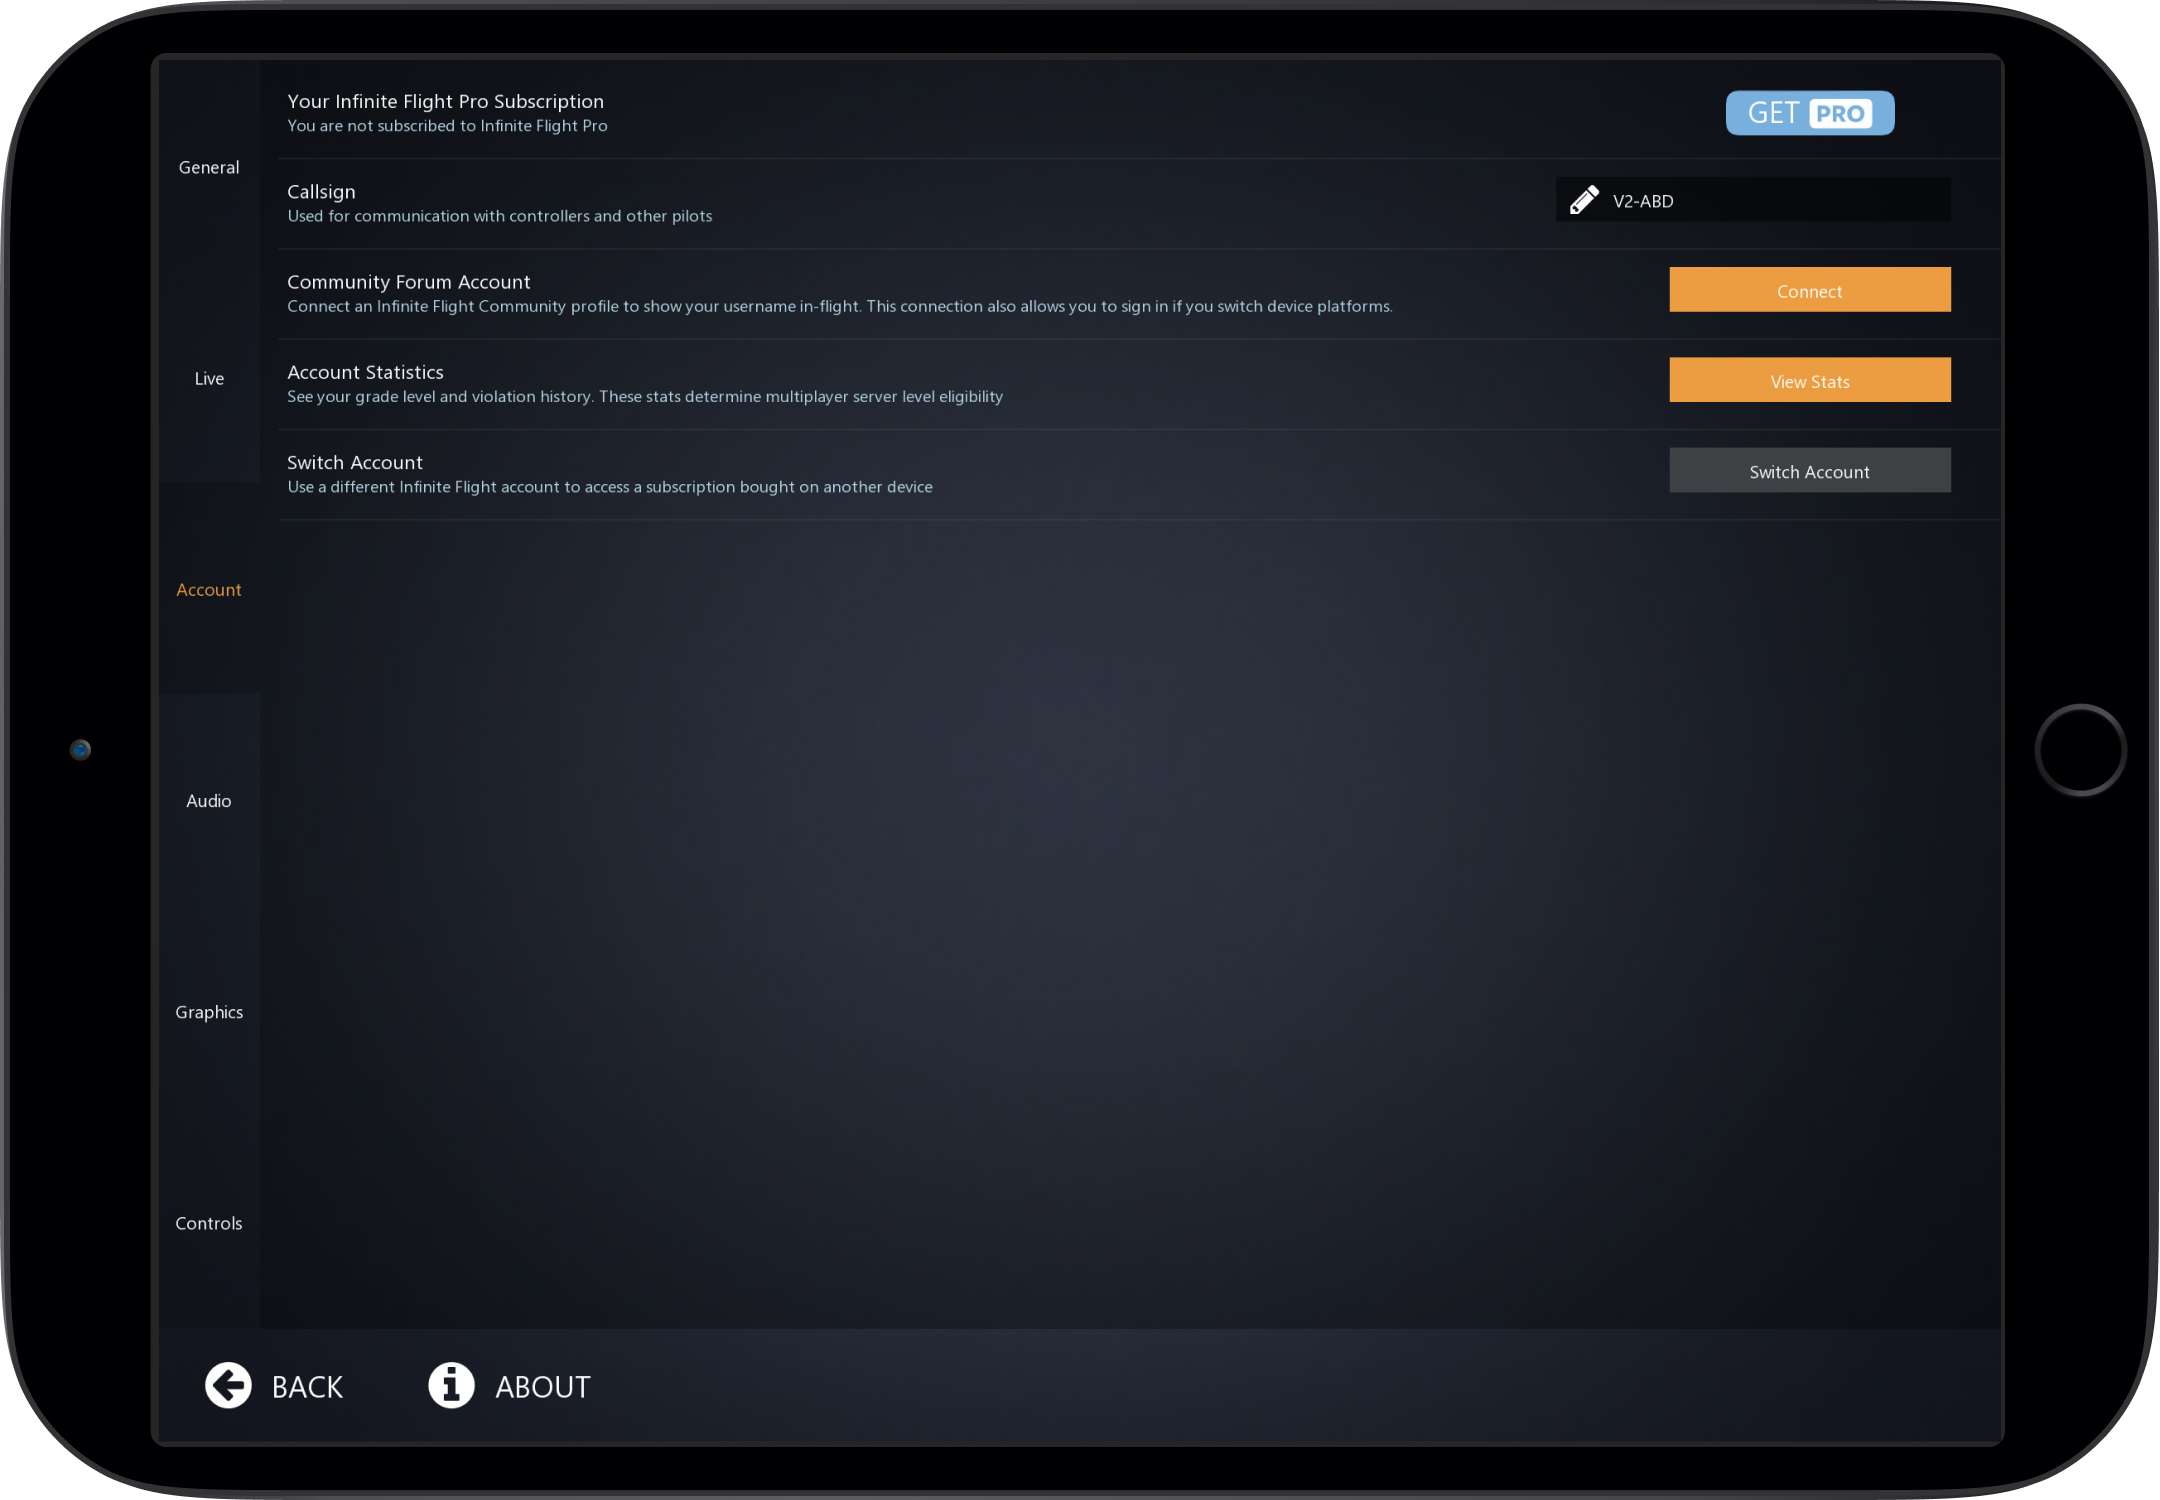 General
Live
Account
Audio
Graphics
Controls
Your Infinite Flight Pro Subscription
You are not subscribed to Infinite Flight Pro
GET PRO
Callsign
Used for communication with controllers and other pilots
V2-ABD
Community Forum Account
Connect an Infinite Flight Community profile to show your username in-flight. This connection also allows you to sign in if you switch device platforms.
Connect
Account Statistics
See your grade level and violation history. These stats determine multiplayer server level eligibility
View Stats
Switch Account
Use a different Infinite Flight account to access a subscription bought on another device
Switch Account
BACK
ABOUT